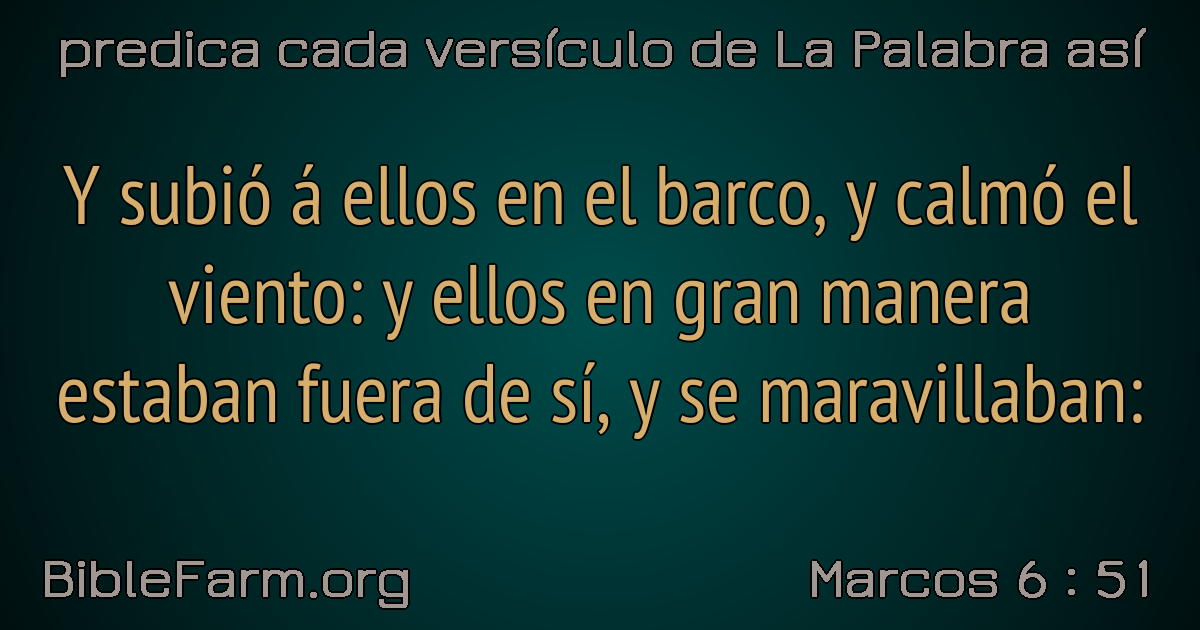 predica cada versículo de La Palabra así
Y subió á ellos en el barco, y calmó el
viento: y ellos en gran manera
estaban fuera de sí, y se maravillaban:
BibleFarm.org
Marcos 6 : 51